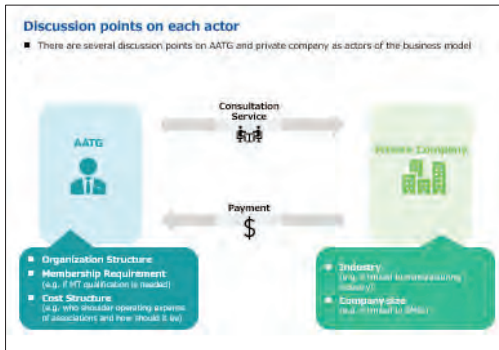 Discussion points on each actor
■ There are several discussion points on AATG and private company as actors of the business model
Consultation
Service
AATG
Private Company
Payment
$
■ Organization Structure
■ Membership Requirement
(e.g. if MT qualification is needed)
■ Cost Structure
(e.g. who shoulder operating expense
of associations and how should it be)
■ Industry
(e.g. if limited to manufacturing
industry)
■ Company size
(e.g. if limited to SMEs)